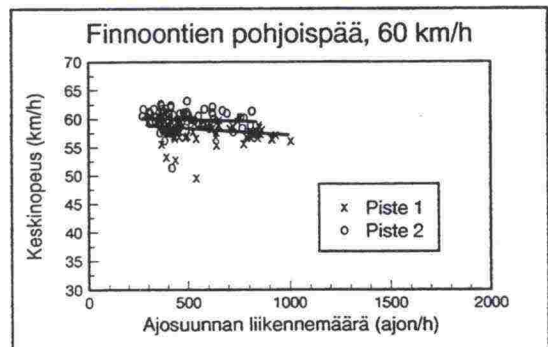 Finnoontien pohjoispää, 60 km/h
Keskinopeus (km/h)
70
65
60
55
50
45
40
35
30
x Piste 1
o Piste 2
0 500 1000 1500 2000
Ajosuunnan liikennemäärä (ajon/h)